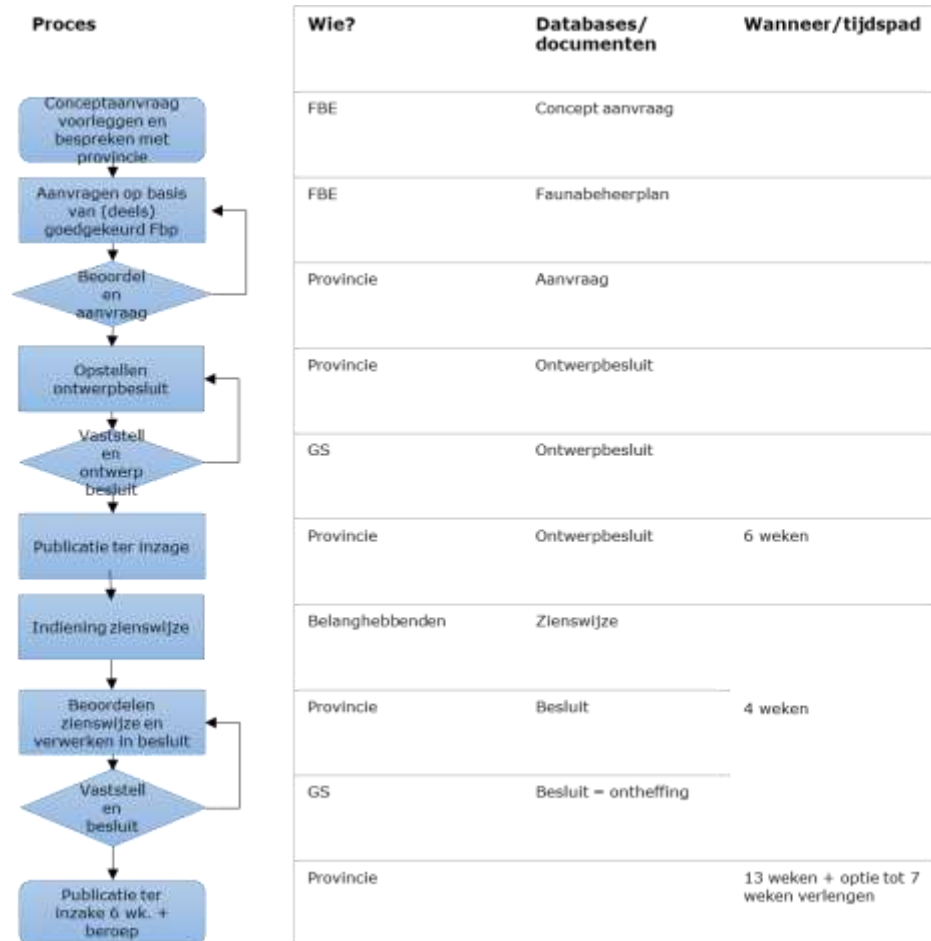 Proces
Wie?
Databases/
documenten
Wanneer/tijdspad
Conceptaanvraag
voorleggen en
bespreken met
provincie
FBE
Concept aanvraag
Aanvragen op basis
van (deels)
goedgekeurd Fbp
FBE
Faunabeheerplan
Beoordel
en
aanvraag
Provincie
Aanvraag
Opstellen
ontwerpbesluit
Provincie
Ontwerpbesluit
Vaststell
en
ontwerp
besluit
GS
Ontwerpbesluit
Publicatie ter inzage
Provincie
Ontwerpbesluit
6 weken
Indiening zienswijze
Belanghebbenden
Zienswijze
Beoordelen
zienswijze en
verwerken in besluit
Provincie
Besluit
4 weken
Vaststell
en
besluit
GS
Besluit = ontheffing
Publicatie ter
inzake 6 wk. +
beroep
Provincie
13 weken + optie tot 7
weken verlengen